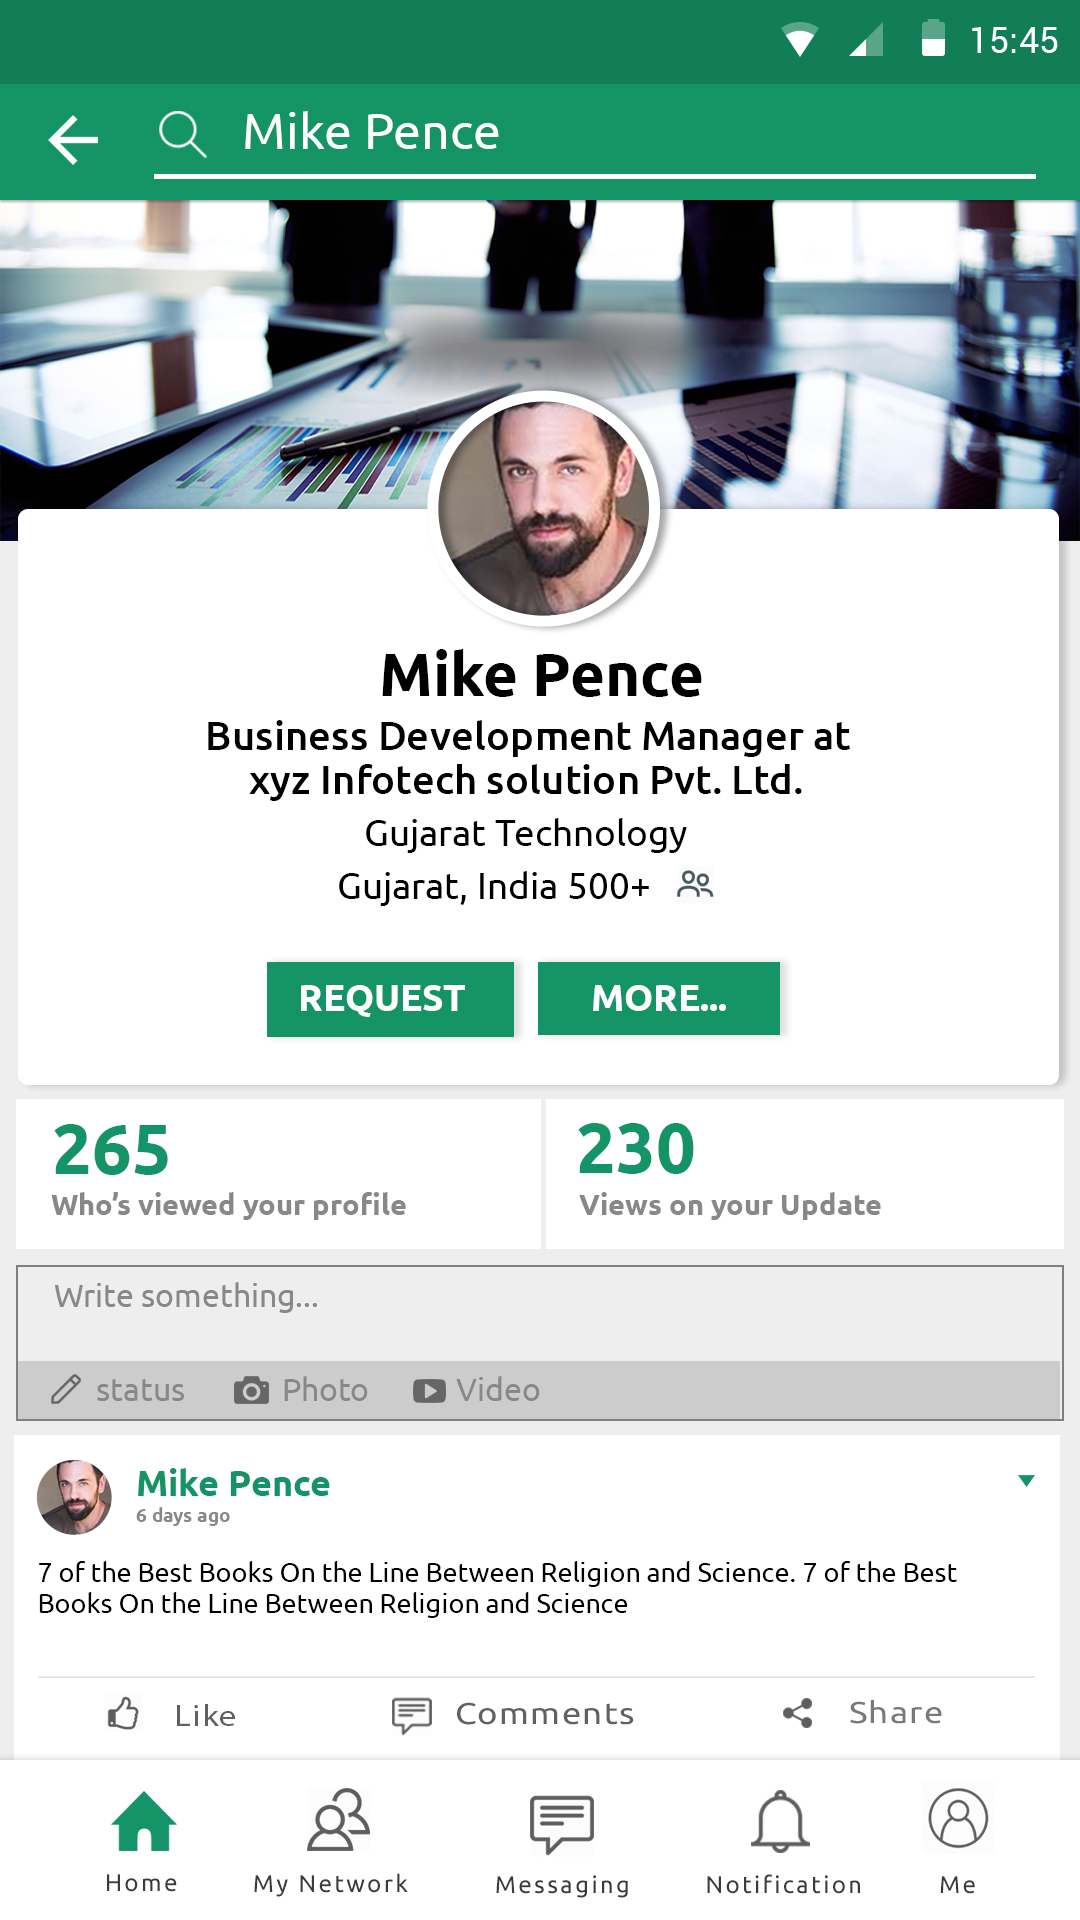 15:45
Mike Pence
Mike Pence
Business Development Manager at
xyz Infotech solution Pvt. Ltd.
Gujarat Technology
Gujarat, India 500+
REQUEST
MORE...
265
Who’s viewed your profile
230
Views on your Update
Write something...
status
Photo
Video
Mike Pence
6 days ago
7 of the Best Books On the Line Between Religion and Science. 7 of the Best
Books On the Line Between Religion and Science
Like
Comments
Share
Home
My Network
Messaging
Notification
Me